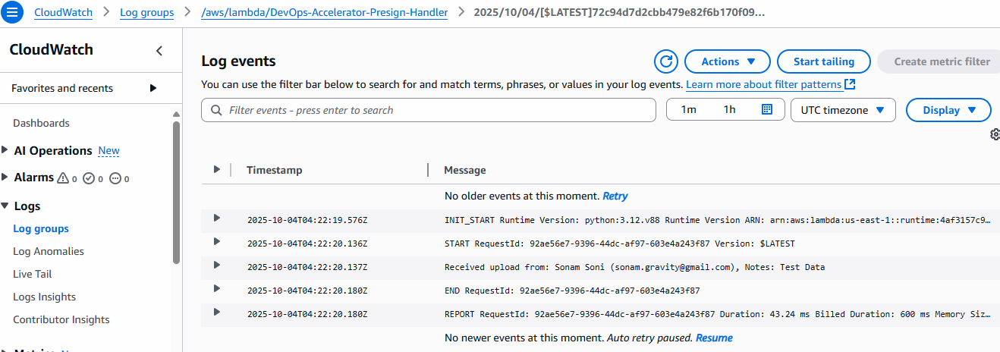 CloudWatch > Log groups > /aws/lambda/DevOps-Accelerator-Presign-Handler > 2025/10/04/[$LATEST]72c94d7d2cbb479e82f6b170f09...
CloudWatch
Favorites and recents
Dashboards
AI Operations New
Alarms 0 0 0
Logs
Log groups
Log Anomalies
Live Tail
Logs Insights
Contributor Insights
Log events
Actions
Start tailing
Create metric filter
You can use the filter bar below to search for and match terms, phrases, or values in your log events. Learn more about filter patterns
Filter events - press enter to search
1m 1h
UTC timezone
Display
Timestamp Message
No older events at this moment. Retry
2025-10-04T04:22:19.576Z INIT_START Runtime Version: python:3.12.v88 Runtime Version ARN: arn:aws:lambda:us-east-1::runtime:4af3157c9…
2025-10-04T04:22:20.136Z START RequestId: 92ae56e7-9396-44dc-af97-603e4a243f87 Version: $LATEST
2025-10-04T04:22:20.137Z Received upload from: Sonam Soni (sonam.gravity@gmail.com), Notes: Test Data
2025-10-04T04:22:20.180Z END RequestId: 92ae56e7-9396-44dc-af97-603e4a243f87
2025-10-04T04:22:20.180Z REPORT RequestId: 92ae56e7-9396-44dc-af97-603e4a243f87 Duration: 43.24 ms Billed Duration: 600 ms Memory Siz…
No newer events at this moment. Auto retry paused. Resume